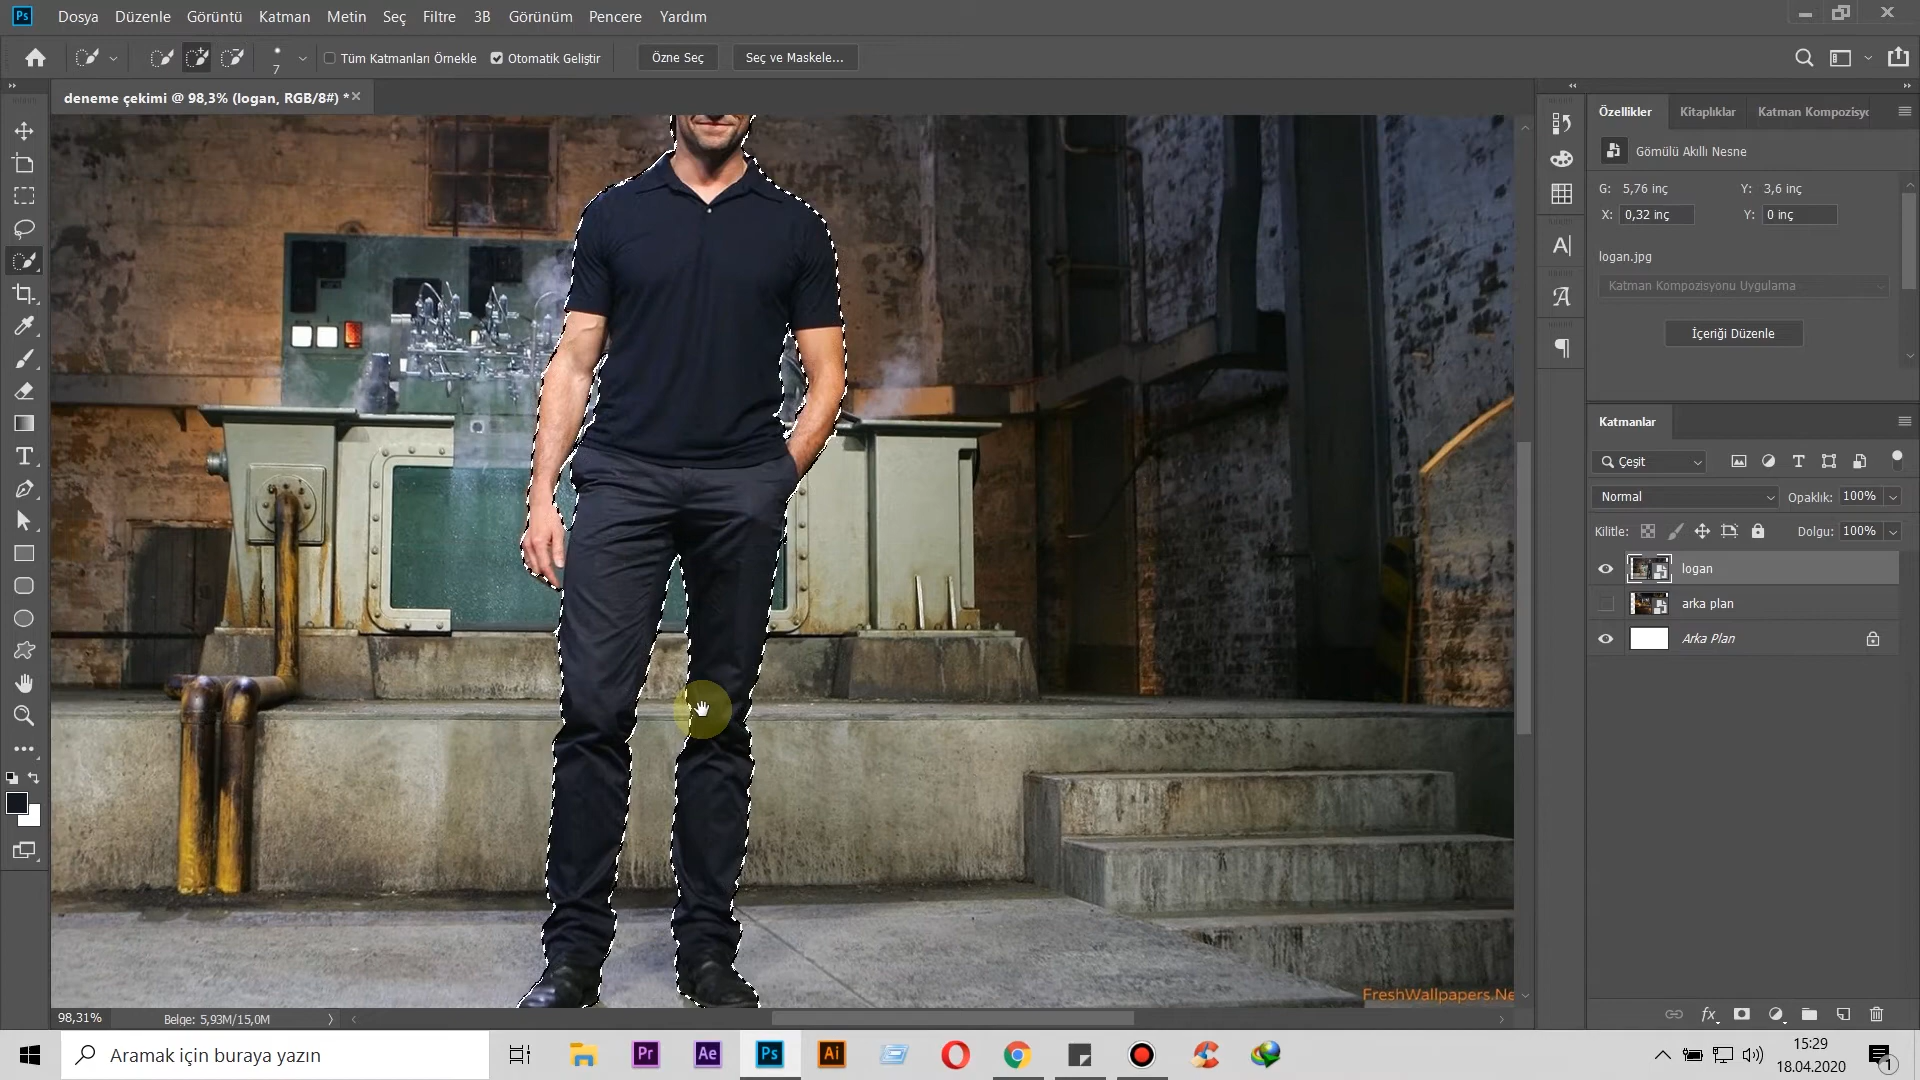 Ps Dosya Düzenle Görüntü Katman Metin Seç Filtre 3B Görünüm Pencere Yardım
7 Tüm Katmanları Örnekle Otomatik Geliştir Özne Seç Seç ve Maskele...
deneme çekimi @ 98,3% (logan, RGB/8#) *
Özellikler Kitaplıklar Katman Kompozisyo
Gömülü Akıllı Nesne
G: 5,76 inç Y: 3,6 inç
X: 0,32 inç Y: 0 inç
logan.jpg
Katman Kompozisyonu Uygulama
İçeriği Düzenle
Katmanlar
Çeşit
Normal Opaklık: 100%
Kilitle: Dolgu: 100%
logan
arka plan
Arka Plan
FreshWallpapers.Ne
98,31% Belge: 5,93M/15,0M
fx
Aramak için buraya yazın Pr Ae Ps Ai
15:29
18.04.2020
1